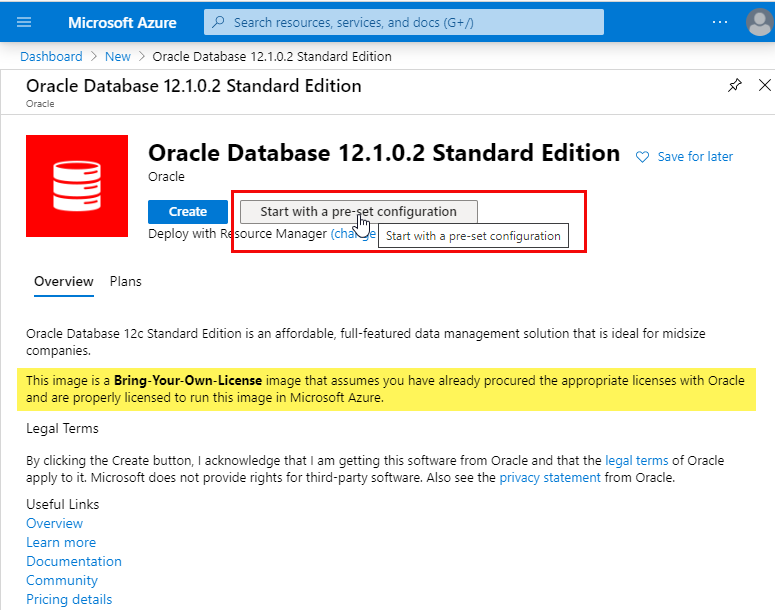 Microsoft Azure
Search resources, services, and docs (G+/)
Dashboard > New > Oracle Database 12.1.0.2 Standard Edition
Oracle Database 12.1.0.2 Standard Edition
Oracle
Oracle Database 12.1.0.2 Standard Edition
Save for later
Oracle
Create
Start with a pre-set configuration
Deploy with Resource Manager (change
Start with a pre-set configuration
Overview
Plans
Oracle Database 12c Standard Edition is an affordable, full-featured data management solution that is ideal for midsize
companies.
This image is a Bring-Your-Own-License image that assumes you have already procured the appropriate licenses with Oracle
and are properly licensed to run this image in Microsoft Azure.
Legal Terms
By clicking the Create button, I acknowledge that I am getting this software from Oracle and that the legal terms of Oracle
apply to it. Microsoft does not provide rights for third-party software. Also see the privacy statement from Oracle.
Useful Links
Overview
Learn more
Documentation
Community
Pricing details